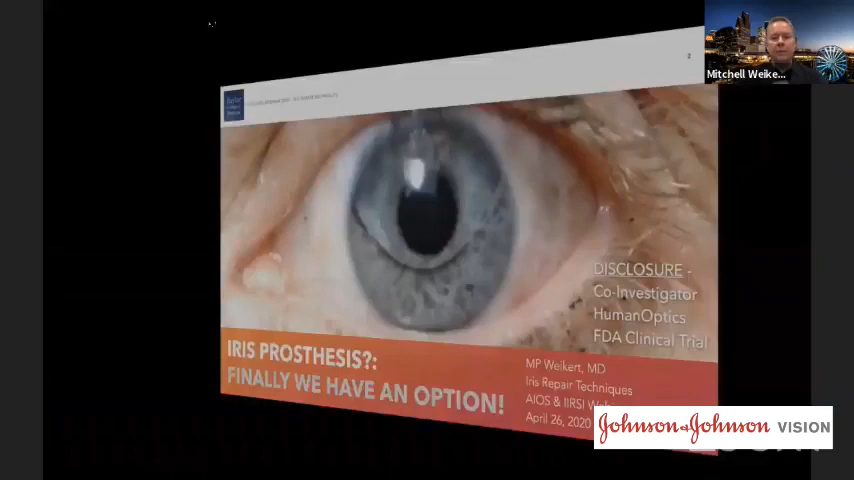 Mitchell Weike...
2
DISCLOSURE -
Co-Investigator
HumanOptics
FDA Clinical Trial
IRIS PROSTHESIS?:
FINALLY WE HAVE AN OPTION!
MP Weikert, MD
Iris Repair Techniques
AIOS & IIRSI
April 26, 2020
Johnson & Johnson VISION